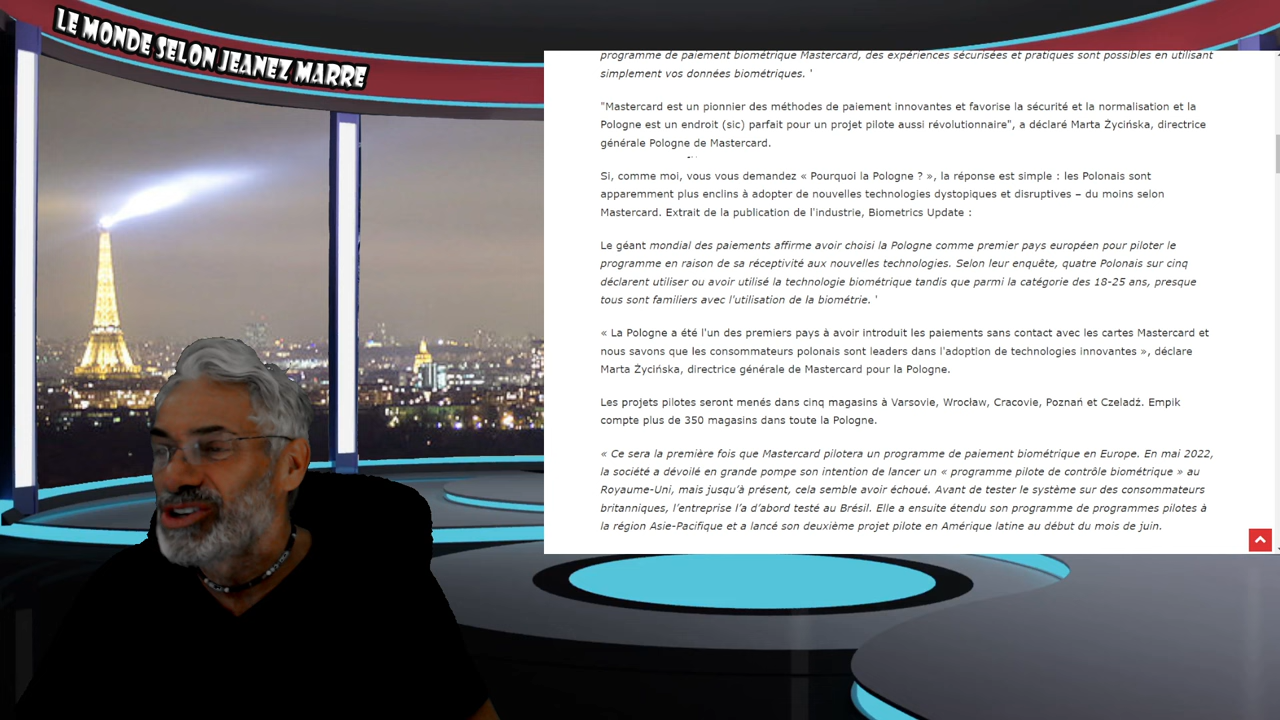 LE MONDE SELON JEANEZ MARRE
programme de paiement biométrique Mastercard, des expériences sécurisées et pratiques sont possibles en utilisant
simplement vos données biométriques. '
"Mastercard est un pionnier des méthodes de paiement innovantes et favorise la sécurité et la normalisation et la
Pologne est un endroit (sic) parfait pour un projet pilote aussi révolutionnaire", a déclaré Marta Życińska, directrice
générale Pologne de Mastercard.
Si, comme moi, vous vous demandez « Pourquoi la Pologne ? », la réponse est simple : les Polonais sont
apparemment plus enclins à adopter de nouvelles technologies dystopiques et disruptives – du moins selon
Mastercard. Extrait de la publication de l'industrie, Biometrics Update :
Le géant mondial des paiements affirme avoir choisi la Pologne comme premier pays européen pour piloter le
programme en raison de sa réceptivité aux nouvelles technologies. Selon leur enquête, quatre Polonais sur cinq
déclarent utiliser ou avoir utilisé la technologie biométrique tandis que parmi la catégorie des 18-25 ans, presque
tous sont familiers avec l'utilisation de la biométrie. '
« La Pologne a été l'un des premiers pays à avoir introduit les paiements sans contact avec les cartes Mastercard et
nous savons que les consommateurs polonais sont leaders dans l'adoption de technologies innovantes », déclare
Marta Życińska, directrice générale de Mastercard pour la Pologne.
Les projets pilotes seront menés dans cinq magasins à Varsovie, Wrocław, Cracovie, Poznań et Czeladż. Empik
compte plus de 350 magasins dans toute la Pologne.
« Ce sera la première fois que Mastercard pilotera un programme de paiement biométrique en Europe. En mai 2022,
la société a dévoilé en grande pompe son intention de lancer un « programme pilote de contrôle biométrique » au
Royaume-Uni, mais jusqu'à présent, cela semble avoir échoué. Avant de tester le système sur des consommateurs
britanniques, l'entreprise l'a d'abord testé au Brésil. Elle a ensuite étendu son programme de programmes pilotes à
la région Asie-Pacifique et a lancé son deuxième projet pilote en Amérique latine au début du mois de juin.